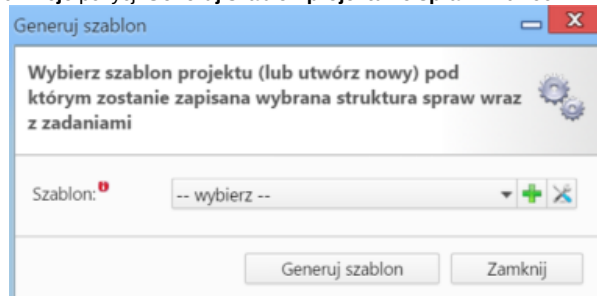 Generuj szablon
Wybierz szablon projektu (lub utwórz nowy) pod
którym zostanie zapisana wybrana struktura spraw wraz
z zadaniami
Szablon:
-- wybierz --
Generuj szablon
Zamknij